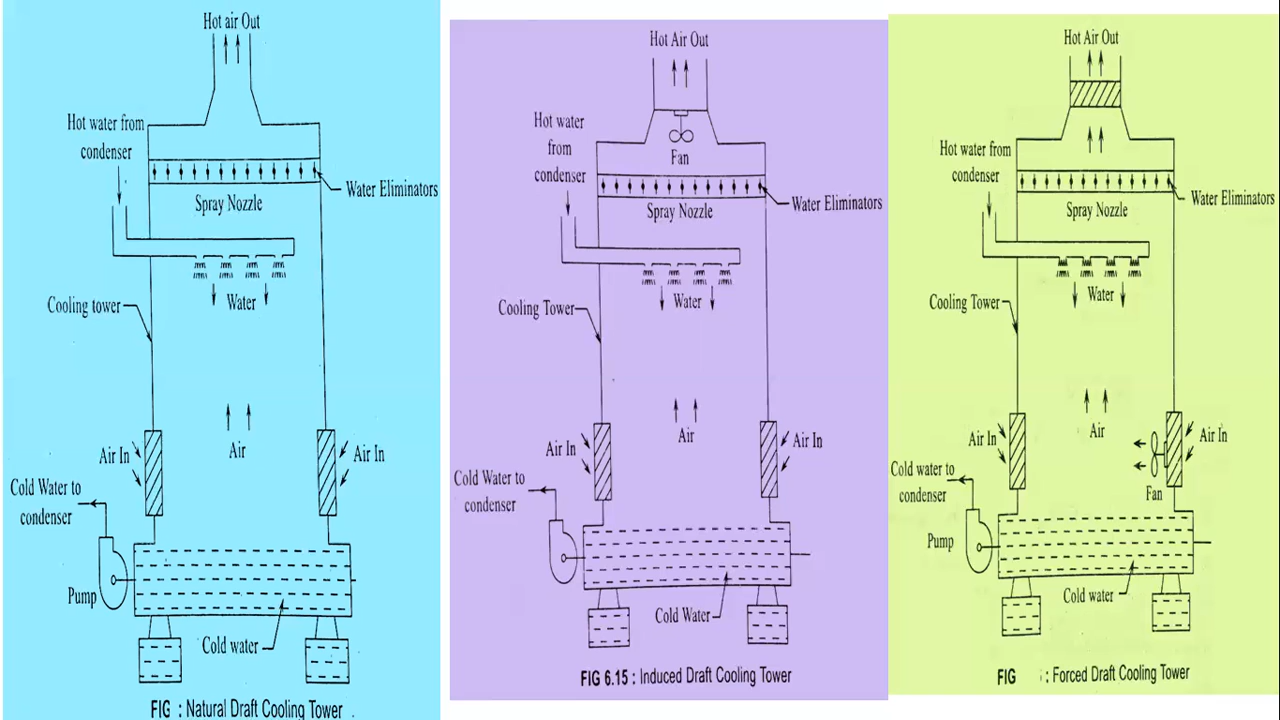 Hot air Out
Hot water from
condenser
Water Eliminators
Spray Nozzle
Water
Cooling tower
Air In
Air
Air In
Cold Water to
condenser
Pump
Cold water
FIG : Natural Draft Cooling Tower
Hot Air Out
Hot water
from
condenser
Fan
Water Eliminators
Spray Nozzle
Water
Cooling Tower
Air In
Air
Air In
Cold Water to
condenser
Cold Water
FIG 6.15 : Induced Draft Cooling Tower
Hot Air Out
Hot water from
condenser
Water Eliminators
Spray Nozzle
Water
Cooling Tower
Air In
Air
Air In
Fan
Cold water to
condenser
Pump
Cold water
FIG : Forced Draft Cooling Tower